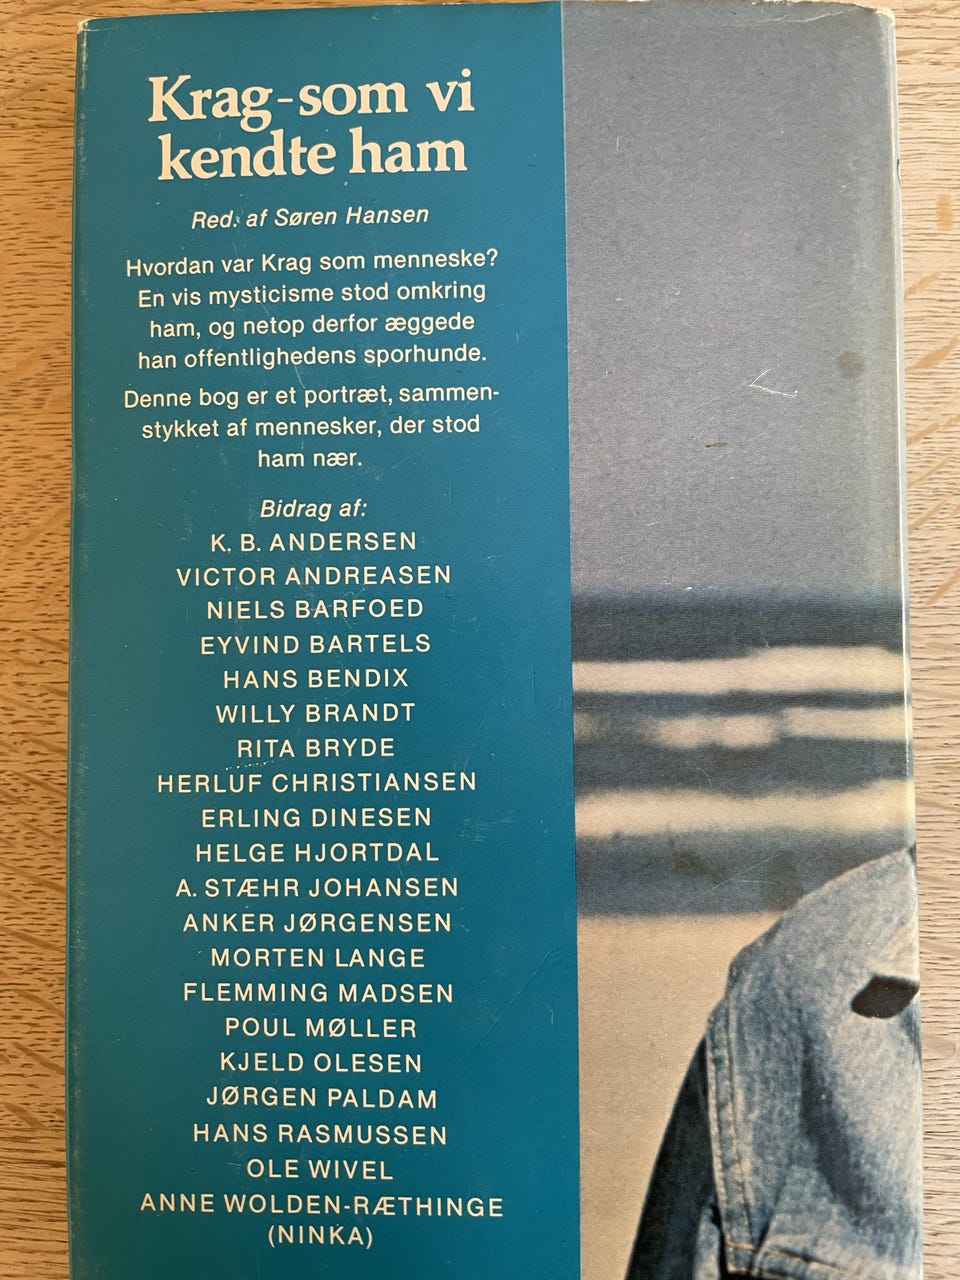 Krag-som vi
kendte ham
Red. af Søren Hansen
Hvordan var Krag som menneske?
En vis mysticisme stod omkring
ham, og netop derfor æggede
han offentlighedens sporhunde.
Denne bog er et portræt, sammen-
stykket af mennesker, der stod
ham nær.
Bidrag af:
K. B. ANDERSEN
VICTOR ANDREASEN
NIELS BARFOED
EYVIND BARTELS
HANS BENDIX
WILLY BRANDT
RITA BRYDE
HERLUF CHRISTIANSEN
ERLING DINESEN
HELGE HJORTDAL
A. STÆHR JOHANSEN
ANKER JØRGENSEN
MORTEN LANGE
FLEMMING MADSEN
POUL MØLLER
KJELD OLESEN
JØRGEN PALDAM
HANS RASMUSSEN
OLE WIVEL
ANNE WOLDEN-RÆTHINGE
(NINKA)